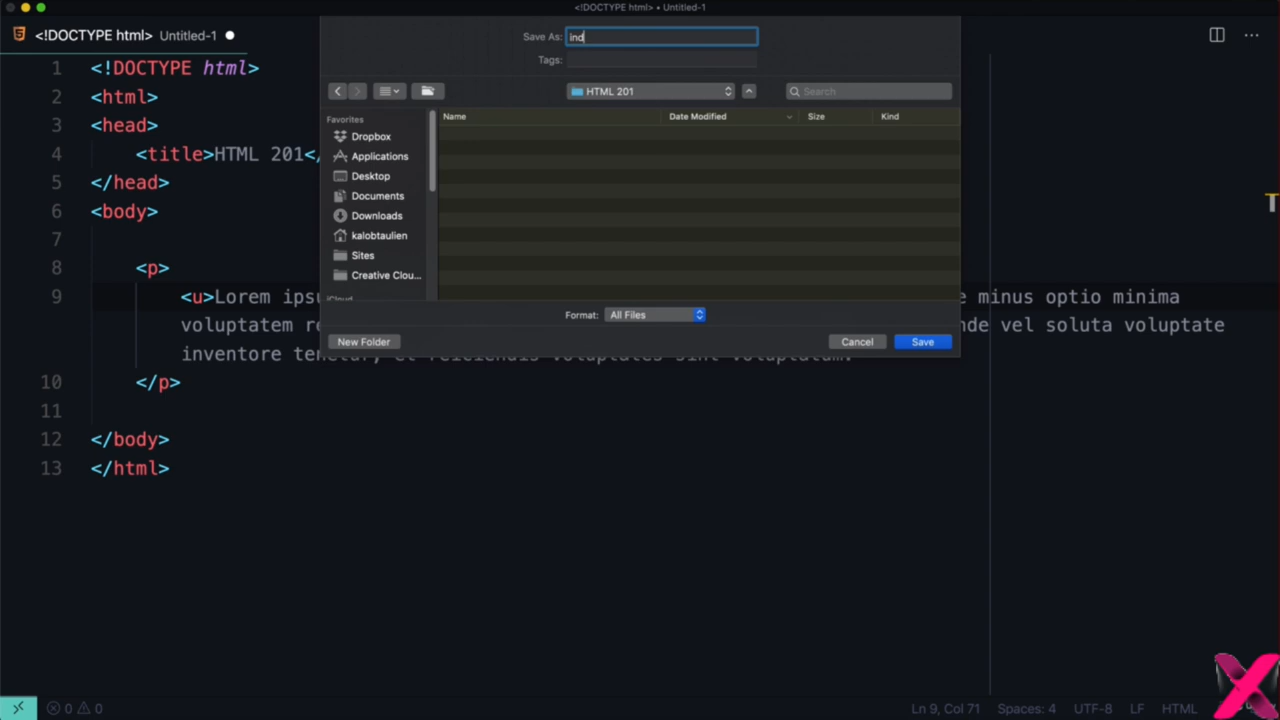 <!DOCTYPE html> • Untitled-1
<!DOCTYPE html> Untitled-1
Save As: ind
Tags:
HTML 201
Search
Favorites
Dropbox
Applications
Desktop
Documents
Downloads
kalobtaulien
Sites
Creative Clou...
iCloud
Name Date Modified Size Kind
Format: All Files
New Folder Cancel Save
1 <!DOCTYPE html>
2 <html>
3 <head>
4 <title>HTML 201</
5 </head>
6 <body>
7
8 <p>
9 <u>Lorem ips minus optio minima
voluptatem vel soluta voluptate
inventore
10 </p>
11
12 </body>
13 </html>
0 0
Ln 9, Col 71 Spaces: 4 UTF-8 LF HTML
X